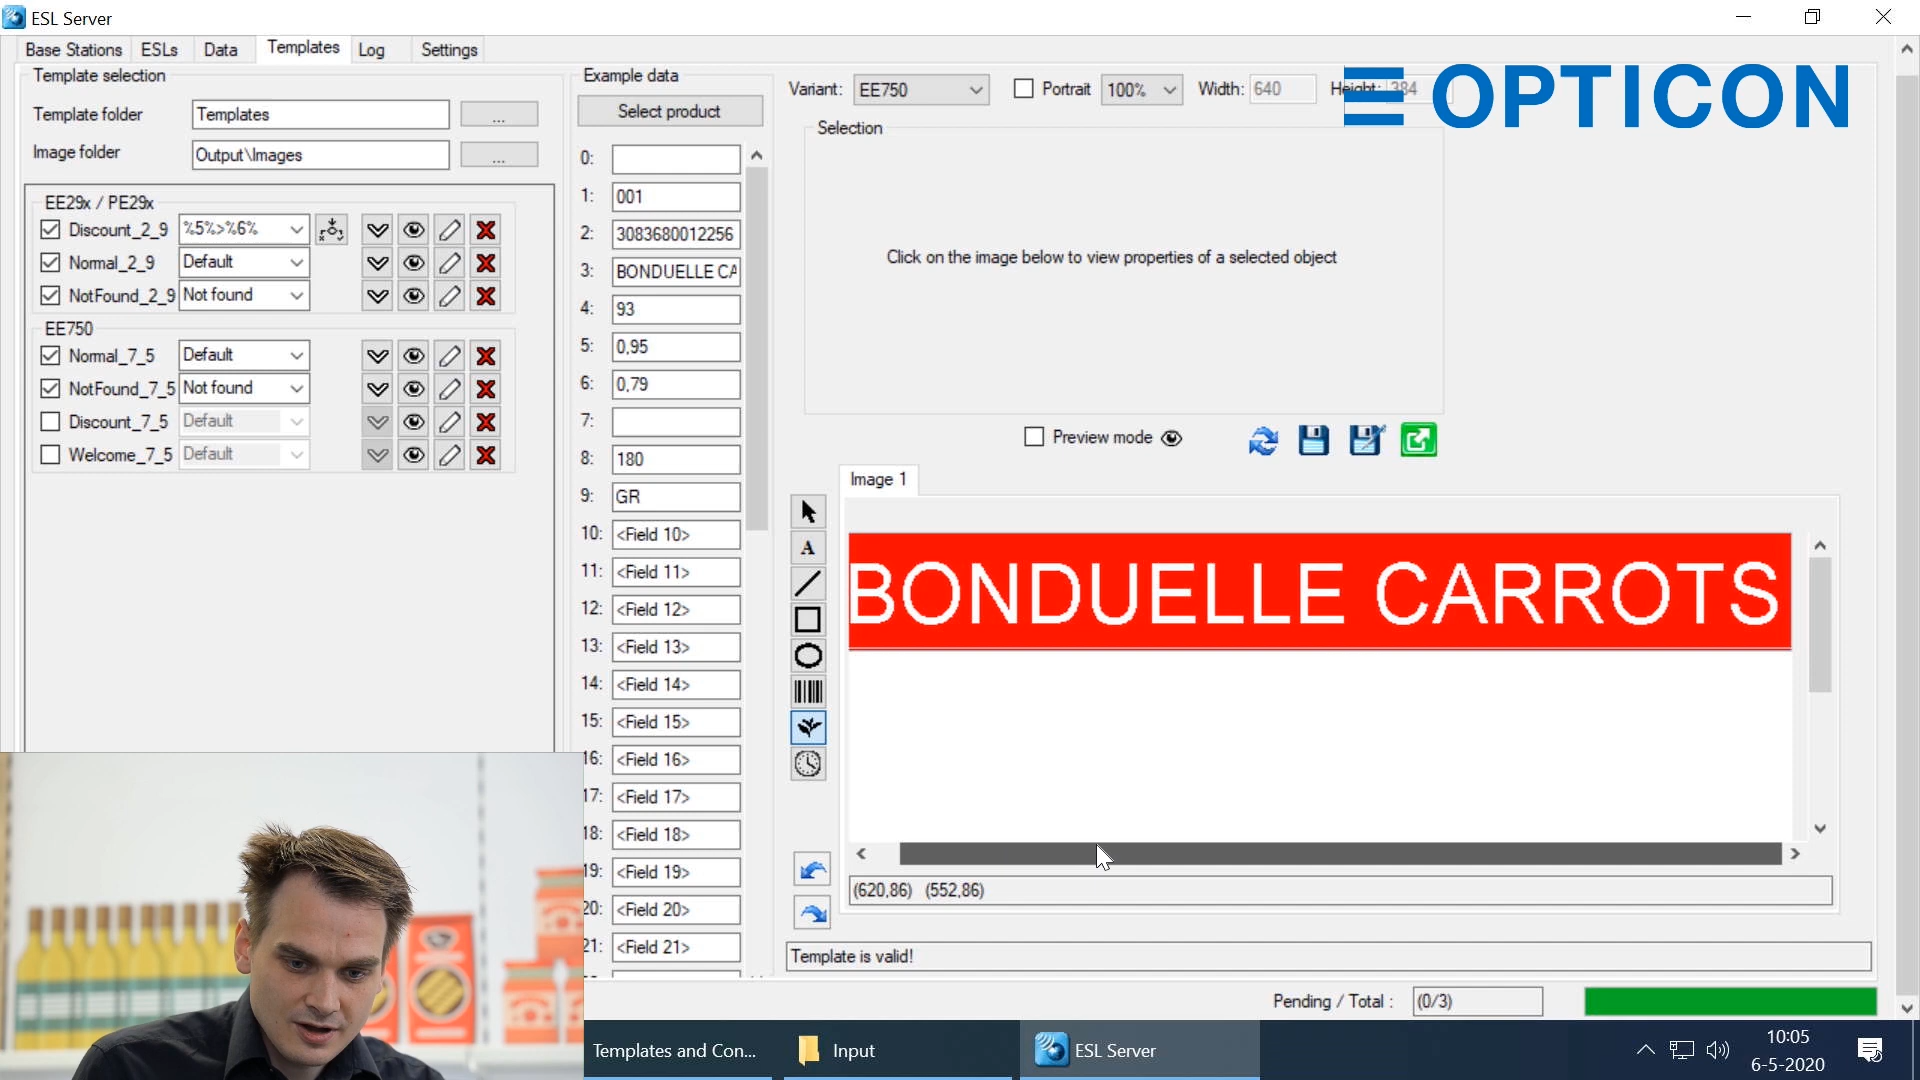 ESL Server
Base Stations ESLs Data Templates Log Settings
Template selection
Template folder Templates ...
Image folder Output\Images ...
EE29x / PE29x
Discount_2_9 %5%>%6%
Normal_2_9 Default
NotFound_2_9 Not found
EE750
Normal_7_5 Default
NotFound_7_5 Not found
Discount_7_5 Default
Welcome_7_5 Default
Example data
Select product
0:
1: 001
2: 3083680012256
3: BONDUELLE CA
4: 93
5: 0,95
6: 0,79
7:
8: 180
9: GR
10: <Field 10>
11: <Field 11>
12: <Field 12>
13: <Field 13>
14: <Field 14>
15: <Field 15>
16: <Field 16>
17: <Field 17>
18: <Field 18>
19: <Field 19>
20: <Field 20>
21: <Field 21>
Variant: EE750 Portrait 100% Width: 640 Height: 384
OPTICON
Selection
Click on the image below to view properties of a selected object
Preview mode
Image 1
A
BONDUELLE CARROTS
(620,86) (552,86)
Template is valid!
Pending / Total : (0/3)
Templates and Con... Input ESL Server
10:05
6-5-2020